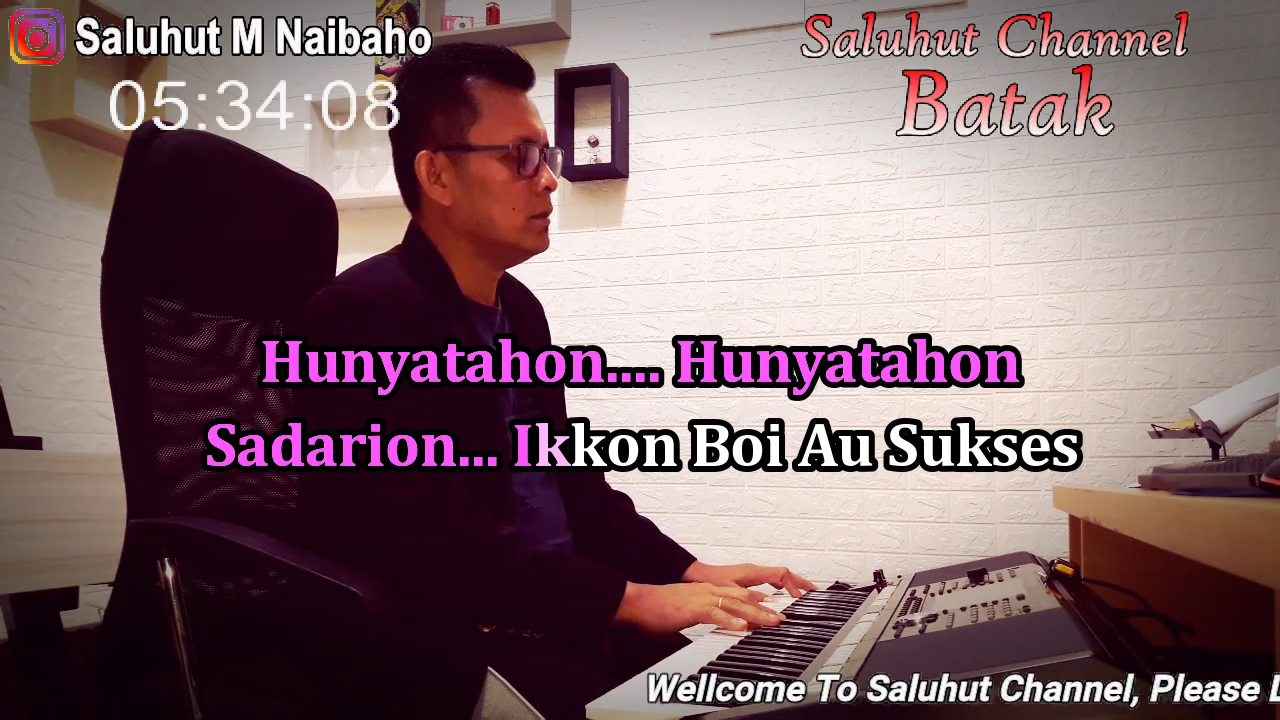 Saluhut M Naibaho
05:34:08
Saluhut Channel
Batak
Hunyatahon.... Hunyatahon
Sadarion... Ikkon Boi Au Sukses
Wellcome To Saluhut Channel, Please